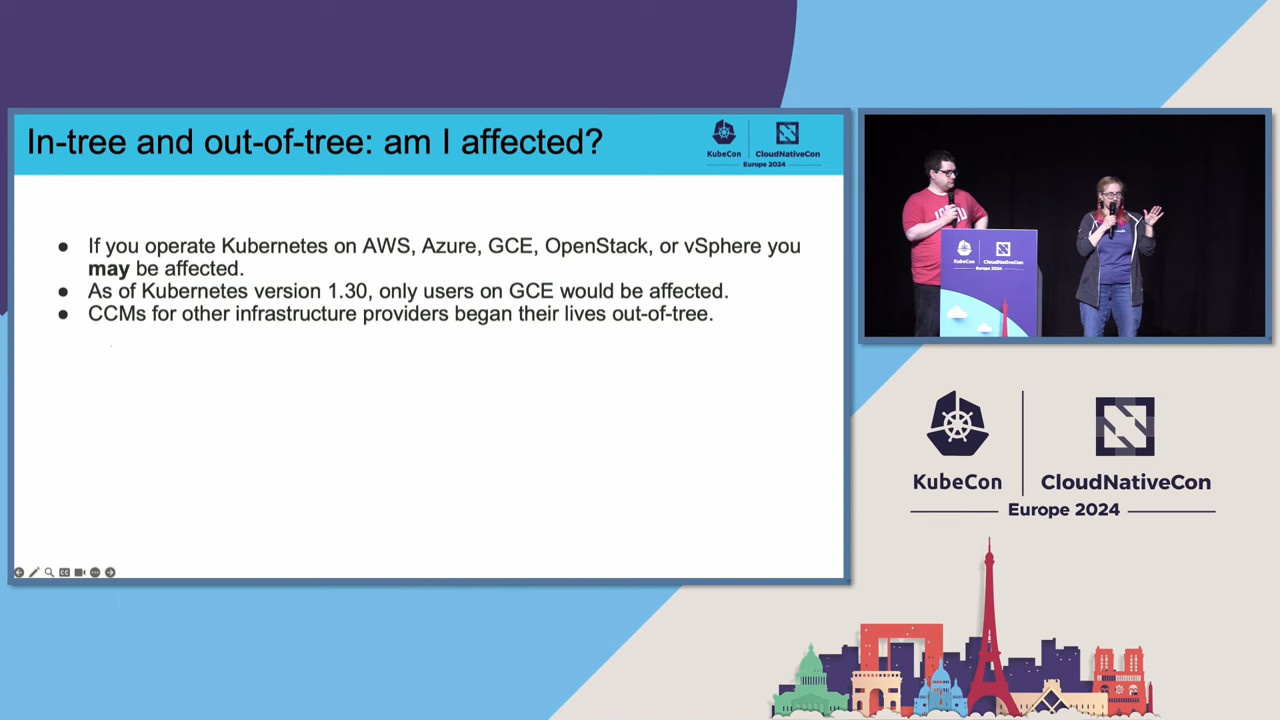 In-tree and out-of-tree: am I affected?
KubeCon
CloudNativeCon
Europe 2024
● If you operate Kubernetes on AWS, Azure, GCE, OpenStack, or vSphere you
may be affected.
● As of Kubernetes version 1.30, only users on GCE would be affected.
● CCMs for other infrastructure providers began their lives out-of-tree.
KubeCon
CloudNativeCon
Europe 2024
KubeCon
CloudNativeCon
Europe 2024